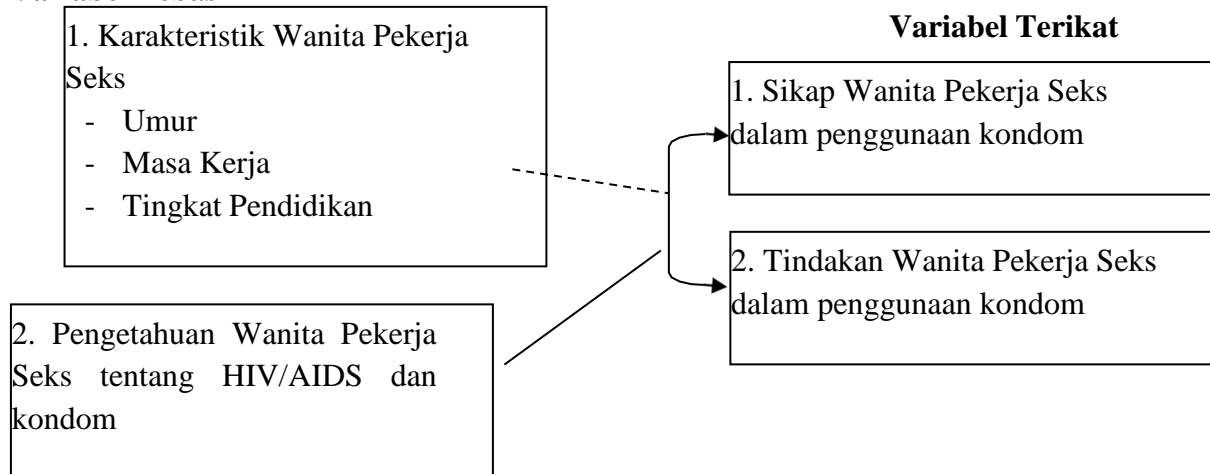 1. Karakteristik Wanita Pekerja
Seks
- Umur
- Masa Kerja
- Tingkat Pendidikan
2. Pengetahuan Wanita Pekerja
Seks tentang HIV/AIDS dan
kondom
Variabel Terikat
1. Sikap Wanita Pekerja Seks
dalam penggunaan kondom
2. Tindakan Wanita Pekerja Seks
dalam penggunaan kondom